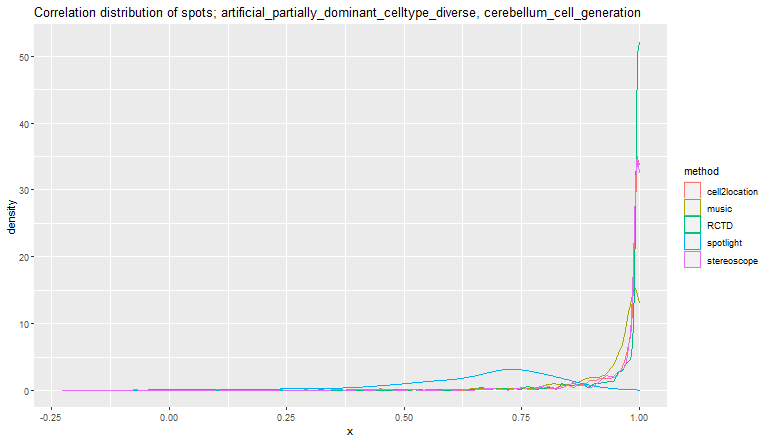 Correlation distribution of spots; artificial_partially_dominant_celltype_diverse, cerebellum_cell_generation
50
40
30
20
10
0
density
-0.25
0.00
0.25
0.50
0.75
1.00
x
method
cell2location
music
RCTD
spotlight
stereoscope